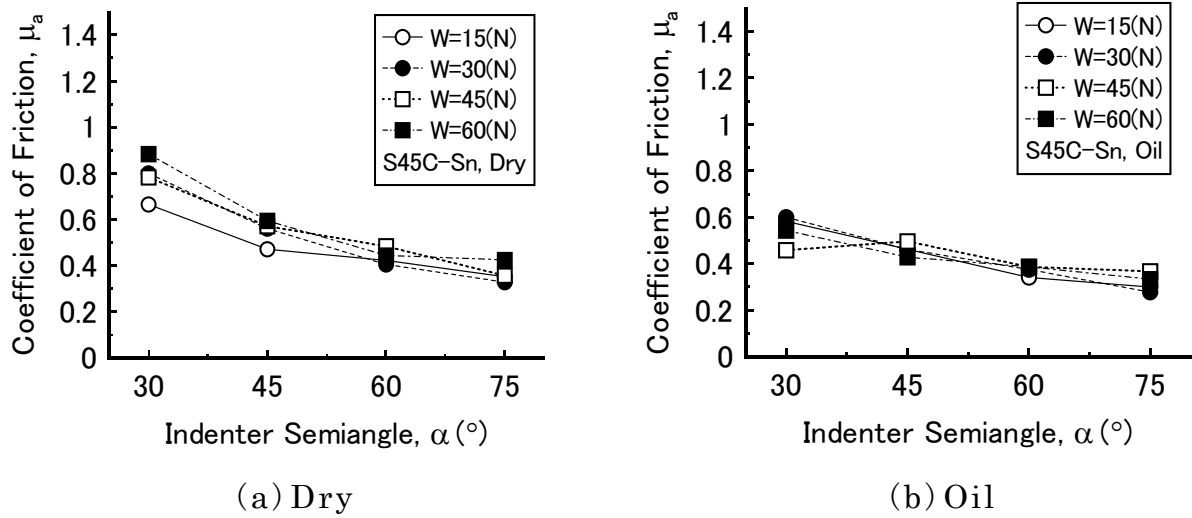 Coefficient of Friction, μa
1.4
1.2
1
0.8
0.6
0.4
0.2
0
30
45
60
75
Indenter Semiangle, α(°)
W=15(N)
W=30(N)
W=45(N)
W=60(N)
S45C-Sn, Dry
(a) Dry
Coefficient of Friction, μa
1.4
1.2
1
0.8
0.6
0.4
0.2
0
30
45
60
75
Indenter Semiangle, α(°)
W=15(N)
W=30(N)
W=45(N)
W=60(N)
S45C-Sn, Oil
(b) Oil